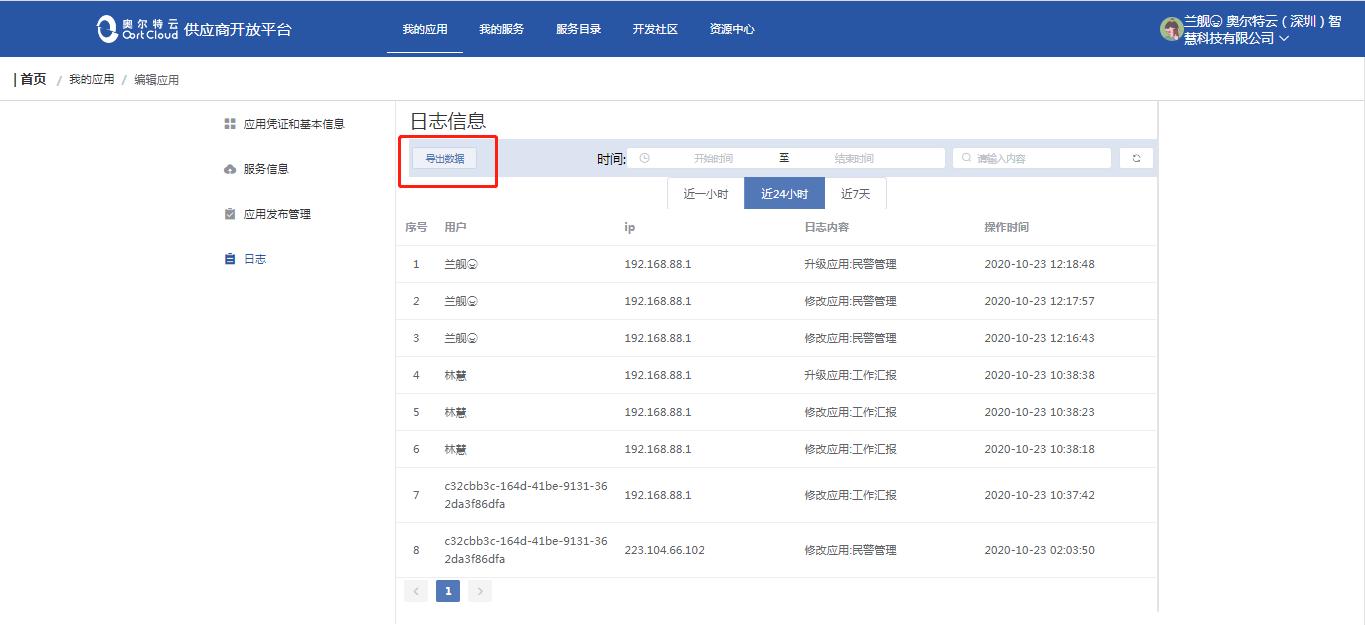 奥尔特云
OortCloud
供应商开放平台
我的应用 我的服务 服务目录 开发社区 资源中心
兰舰😜 奥尔特云（深圳）智
慧科技有限公司
首页 / 我的应用 / 编辑应用
应用凭证和基本信息
服务信息
应用发布管理
日志
日志信息
导出数据 时间: 开始时间 至 结束时间 请输入内容
近一小时 近24小时 近7天
序号 用户 ip 日志内容 操作时间
1 兰舰😜 192.168.88.1 升级应用:民警管理 2020-10-23 12:18:48
2 兰舰😜 192.168.88.1 修改应用:民警管理 2020-10-23 12:17:57
3 兰舰😜 192.168.88.1 修改应用:民警管理 2020-10-23 12:16:43
4 林慧 192.168.88.1 升级应用:工作汇报 2020-10-23 10:38:38
5 林慧 192.168.88.1 修改应用:工作汇报 2020-10-23 10:38:23
6 林慧 192.168.88.1 修改应用:工作汇报 2020-10-23 10:38:18
7 c32cbb3c-164d-41be-9131-36
2da3f86dfa 192.168.88.1 修改应用:工作汇报 2020-10-23 10:37:42
8 c32cbb3c-164d-41be-9131-36
2da3f86dfa 223.104.66.102 修改应用:民警管理 2020-10-23 02:03:50
1